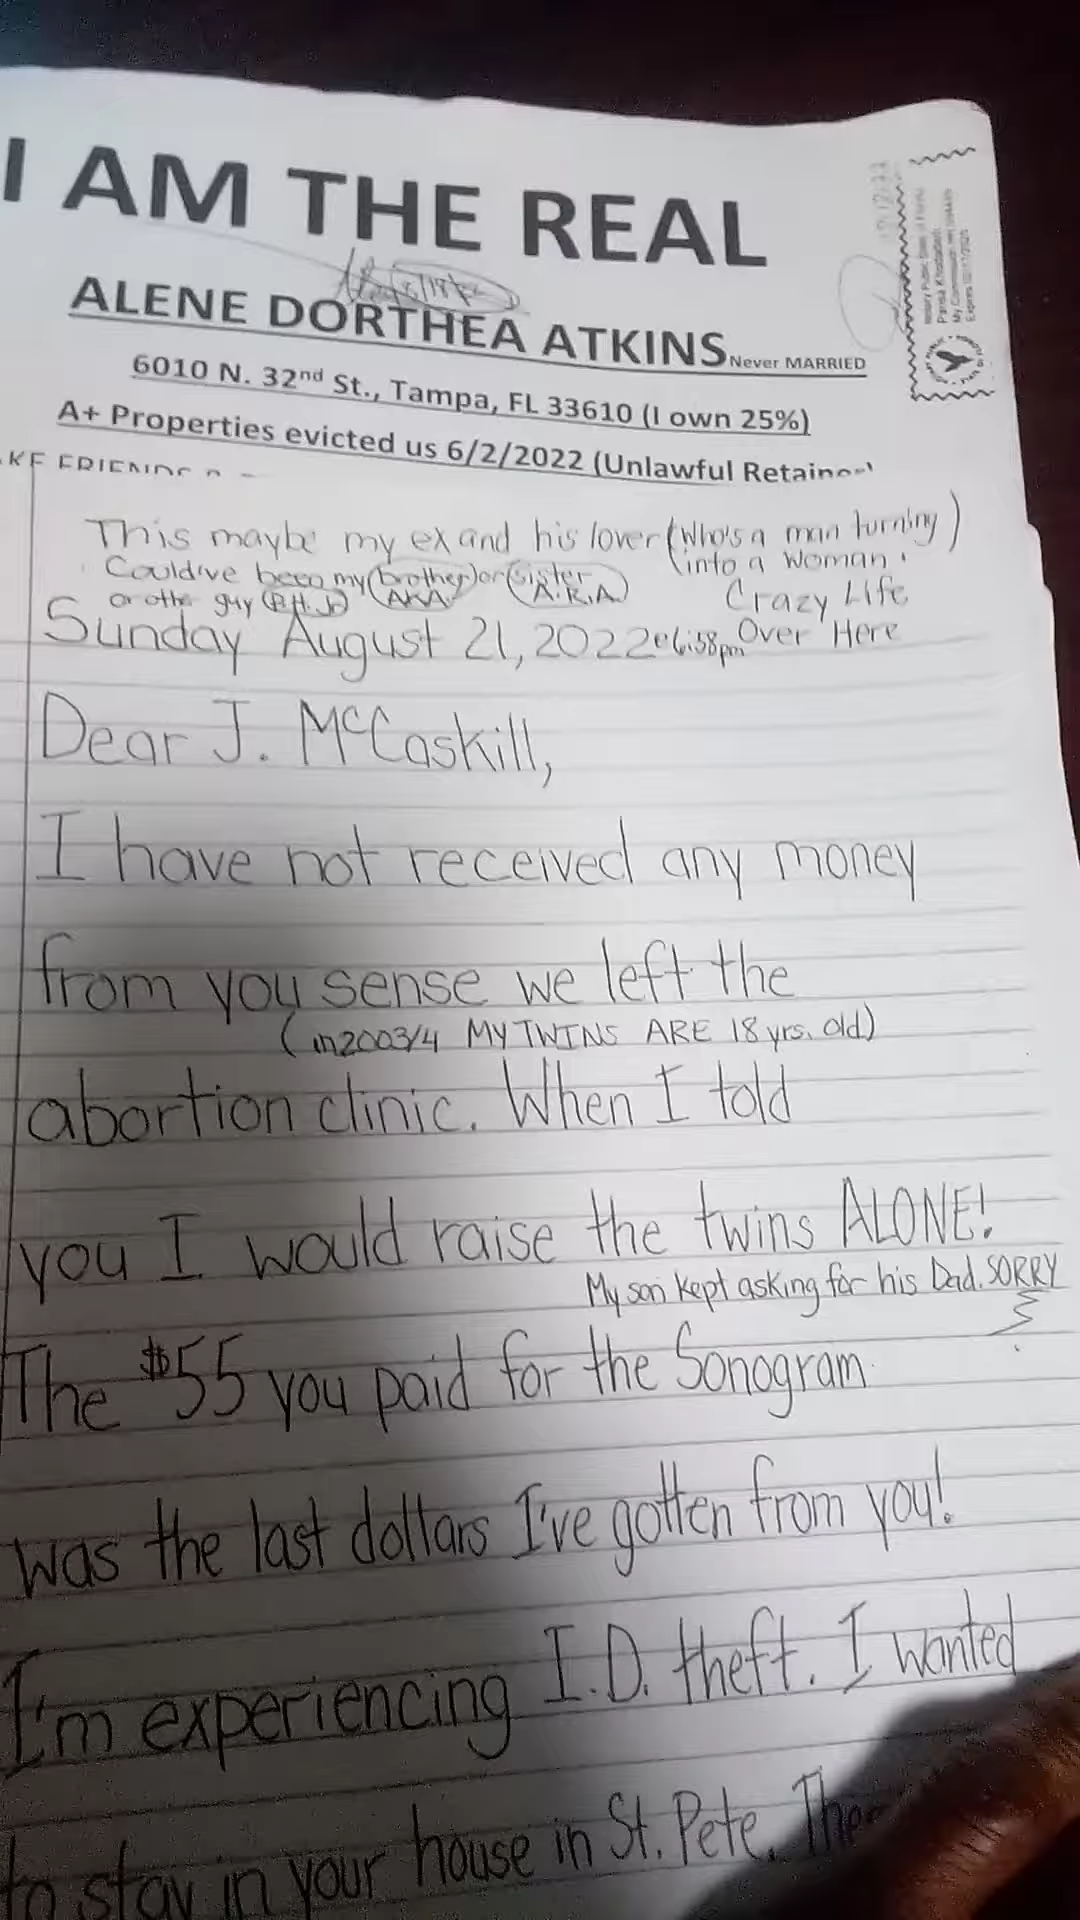 I AM THE REAL
ALENE DORTHEA ATKINS Never MARRIED
6010 N. 32nd St., Tampa, FL 33610 (I own 25%)
A+ Properties evicted us 6/2/2022 (Unlawful Retainer)
This maybe my ex and his lover (who's a man turning into a woman)
Could've been my (brother) or (sister
or other guy (P.H. Jr) (AKA) A.R.A.)
Crazy Life
Over Here
Sunday August 21, 2022 @ 6:58pm
Dear J. McCaskill,
I have not received any money
from you sense we left the
(in 2003/4 MY TWINS ARE 18 yrs. old)
abortion clinic. When I told
you I would raise the twins ALONE!
My son kept asking for his Dad. SORRY
The $55 you paid for the Sonogram
was the last dollars I've gotten from you!
I'm experiencing I.D. theft. I wanted
to stay in your house in St. Pete.